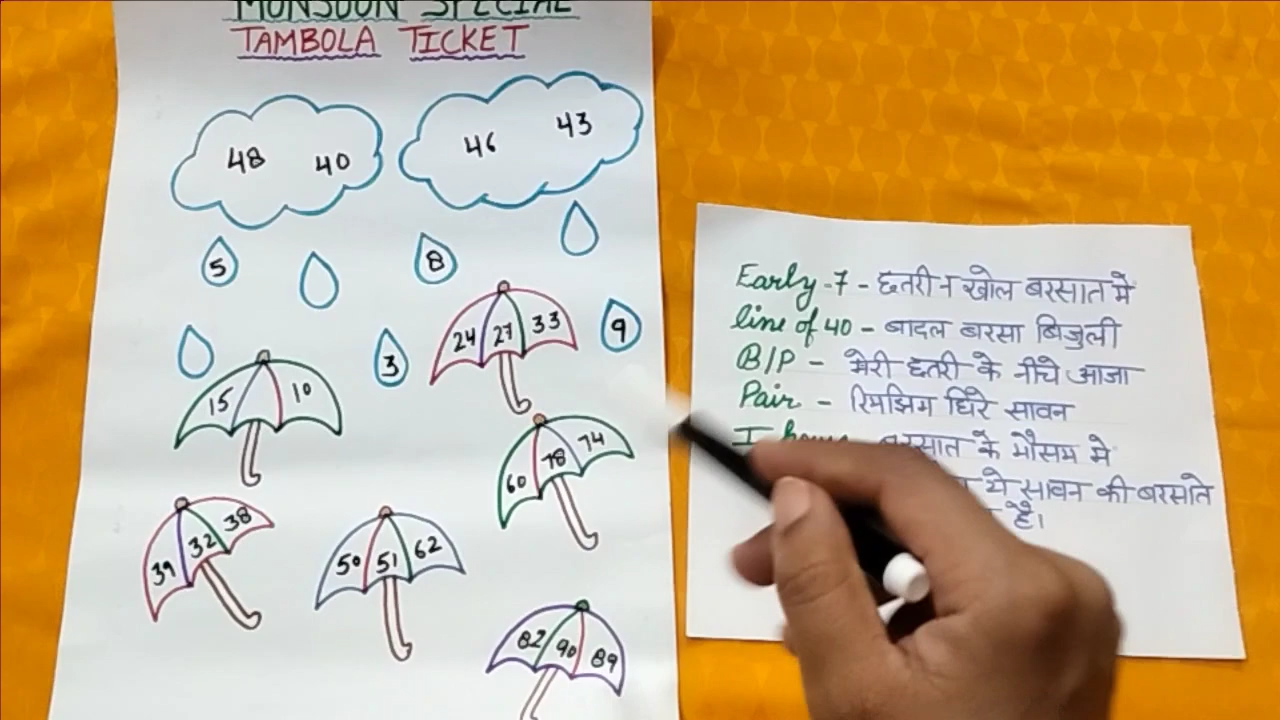 MONSOON SPECIAL
TAMBOLA TICKET
48 40
46 43
5
8
9
3
24 27 33
15 10
60 78 74
39 32 38
50 51 62
82 90 89
Early-7 - छतरी न खोल बरसात मे
line of 40 - बादल बरसा बिजुली
B/P - मेरी छतरी के नीचे आजा
Pair - रिमझिम घिरे सावन
I बरसात के मौसम मे
ये सावन की बरसाते
है।